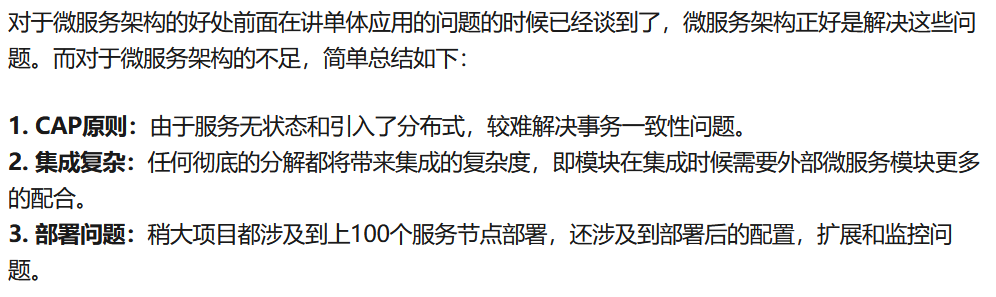 对于微服务架构的好处前面在讲单体应用的问题的时候已经谈到了，微服务架构正好是解决这些问
题。而对于微服务架构的不足，简单总结如下：
1. CAP原则：由于服务无状态和引入了分布式，较难解决事务一致性问题。
2. 集成复杂：任何彻底的分解都将带来集成的复杂度，即模块在集成时候需要外部微服务模块更多
的配合。
3. 部署问题：稍大项目都涉及到上100个服务节点部署，还涉及到部署后的配置，扩展和监控问
题。